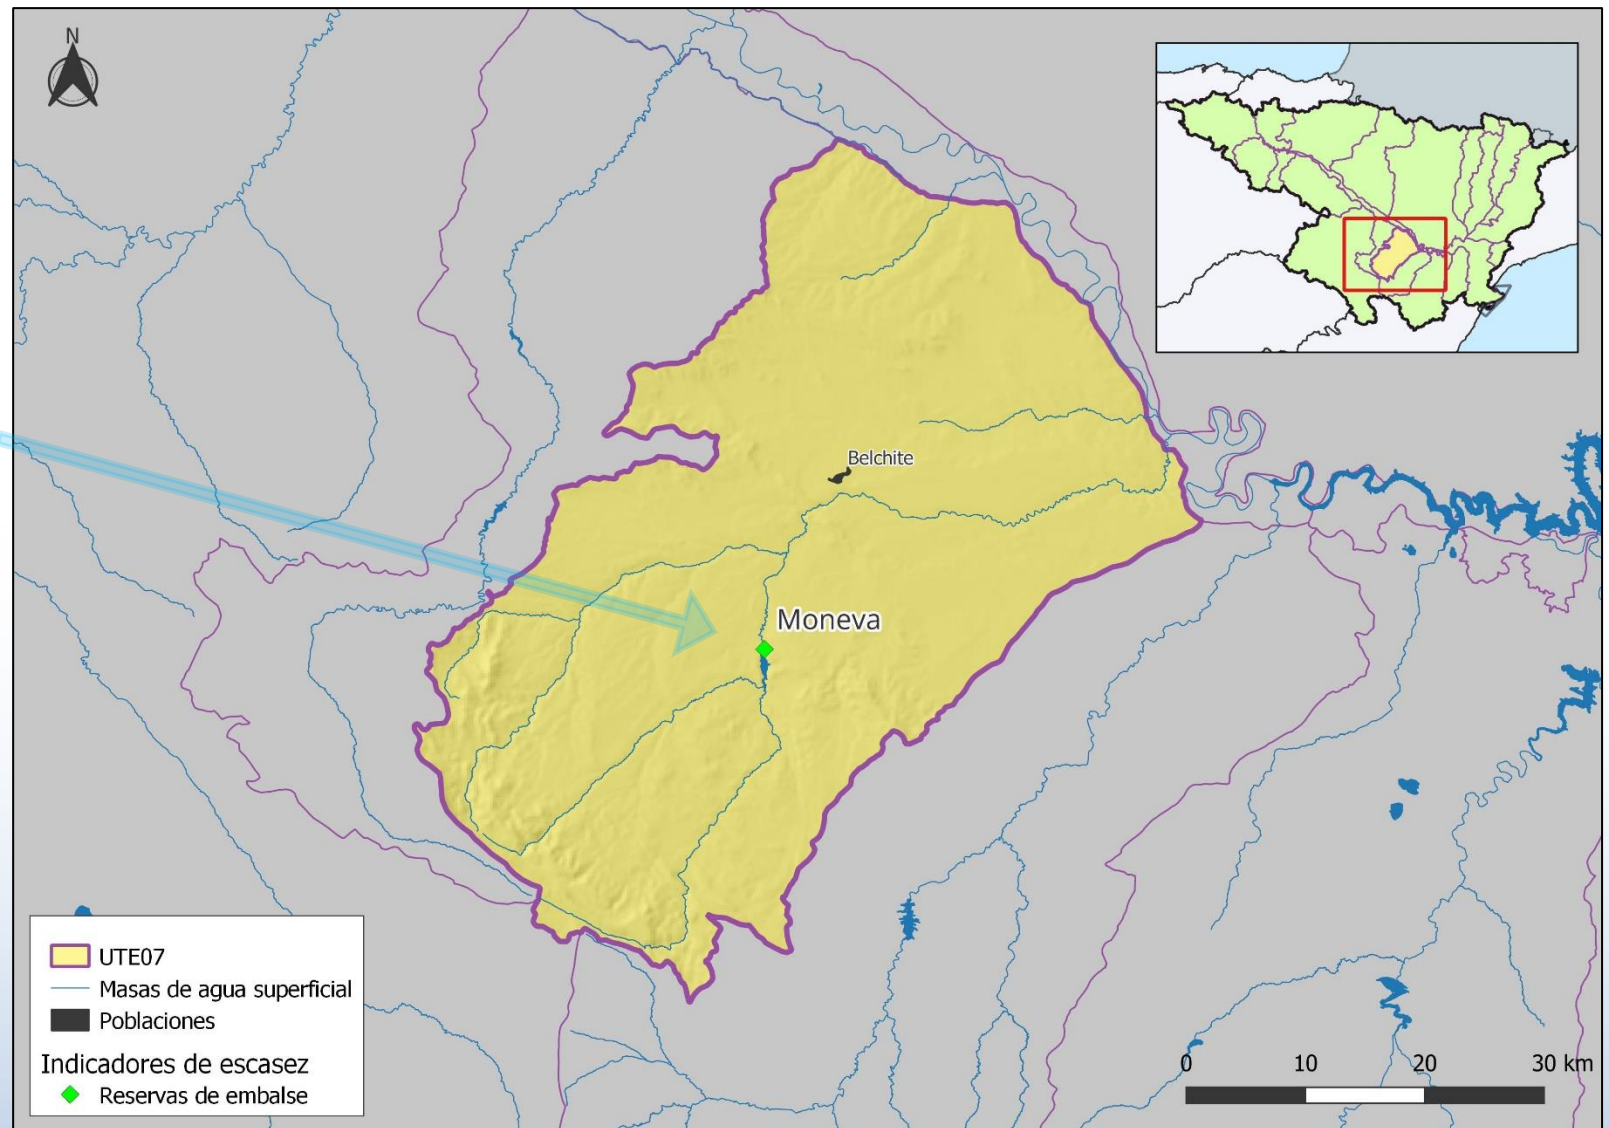 N
Belchite
Moneva
UTE07
Masas de agua superficial
Poblaciones
Indicadores de escasez
Reservas de embalse
0 10 20 30 km